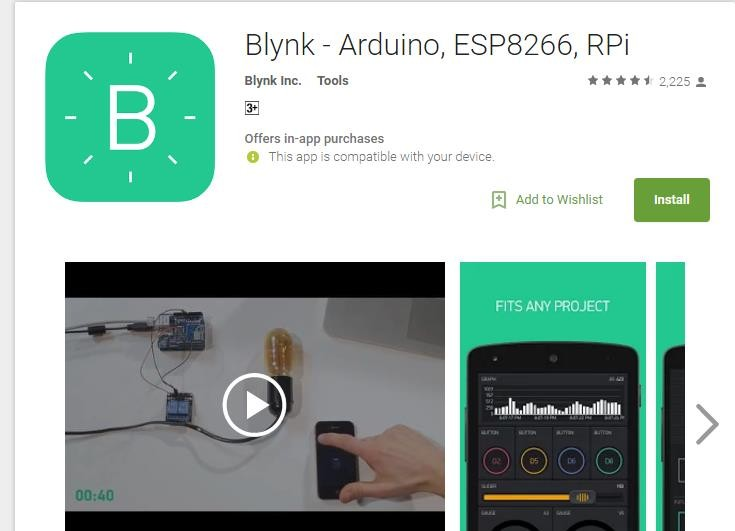 B
Blynk - Arduino, ESP8266, RPi
Blynk Inc. Tools
2,225
3+
Offers in-app purchases
This app is compatible with your device.
Add to Wishlist
Install
00:40
FITS ANY PROJECT
GRAPH
BUTTON BUTTON BUTTON BUTTON
D2 D5 D6 D8
SLIDER
GAUGE GAUGE